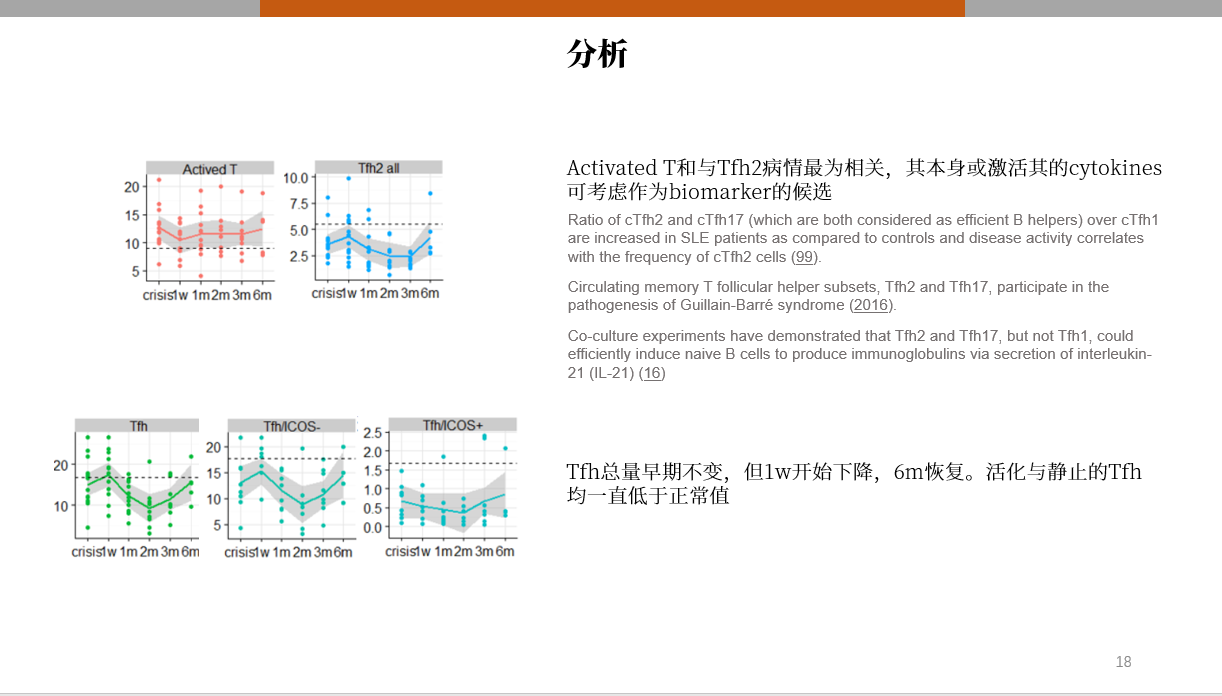 分析
Actived T
20
15
10
5
crisis1w 1m2m 3m 6m
Tfh2 all
10.0
7.5
5.0
2.5
crisis1w 1m 2m 3m 6m
Activated T和与Tfh2病情最为相关，其本身或激活其的cytokines
可考虑作为biomarker的候选
Ratio of cTfh2 and cTfh17 (which are both considered as efficient B helpers) over cTfh1
are increased in SLE patients as compared to controls and disease activity correlates
with the frequency of cTfh2 cells (99).
Circulating memory T follicular helper subsets, Tfh2 and Tfh17, participate in the
pathogenesis of Guillain-Barré syndrome (2016).
Co-culture experiments have demonstrated that Tfh2 and Tfh17, but not Tfh1, could
efficiently induce naive B cells to produce immunoglobulins via secretion of interleukin-
21 (IL-21) (16)
Tfh
20
10
crisis1w 1m 2m 3m 6m
Tfh/ICOS-
20
15
10
5
crisis1w 1m 2m 3m 6m
Tfh/ICOS+
2.5
2.0
1.5
1.0
0.5
0.0
crisis1w 1m 2m 3m 6m
Tfh总量早期不变，但1w开始下降，6m恢复。活化与静止的Tfh
均一直低于正常值
18